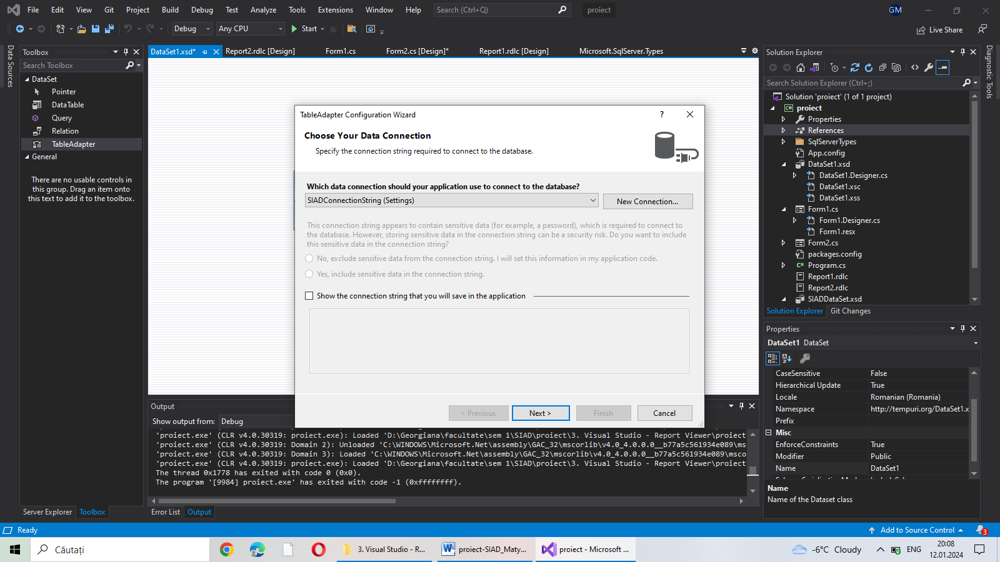 File Edit View Git Project Build Debug Test Analyze Tools Extensions Window Help Search (Ctrl+Q) proiect GM
Debug Any CPU Start Live Share
Data Sources
Toolbox
Search Toolbox
DataSet
Pointer
DataTable
Query
Relation
TableAdapter
General
There are no usable controls in
this group. Drag an item onto
this text to add it to the toolbox.
Server Explorer Toolbox
DataSet1.xsd* Report2.rdlc [Design] Form1.cs Form2.cs [Design]* Report1.rdlc [Design] Microsoft.SqlServer.Types
TableAdapter Configuration Wizard ?
Choose Your Data Connection
Specify the connection string required to connect to the database.
Which data connection should your application use to connect to the database?
SIADConnectionString (Settings) New Connection...
This connection string appears to contain sensitive data (for example, a password), which is required to connect to
the database. However, storing sensitive data in the connection string can be a security risk. Do you want to include
this sensitive data in the connection string?
No, exclude sensitive data from the connection string. I will set this information in my application code.
Yes, include sensitive data in the connection string.
Show the connection string that you will save in the application
< Previous Next > Finish Cancel
Output
Show output from: Debug
'proiect.exe' (CLR v4.0.30319: proiect.exe): Loaded 'D:\Georgiana\facultate\sem 1\SIAD\proiect\3. Visual Studio - Report Viewer\proiect
'proiect.exe' (CLR v4.0.30319: Domain 2): Unloaded 'C:\WINDOWS\Microsoft.Net\assembly\GAC_32\mscorlib\v4.0_4.0.0.0__b77a5c561934e089\ms
'proiect.exe' (CLR v4.0.30319: Domain 3): Loaded 'C:\WINDOWS\Microsoft.Net\assembly\GAC_32\mscorlib\v4.0_4.0.0.0__b77a5c561934e089\msco
'proiect.exe' (CLR v4.0.30319: proiect.exe): Loaded 'D:\Georgiana\facultate\sem 1\SIAD\proiect\3. Visual Studio - Report Viewer\proiect
The thread 0x1778 has exited with code 0 (0x0).
The program '[9984] proiect.exe' has exited with code -1 (0xffffffff).
Error List Output
Solution Explorer
Search Solution Explorer (Ctrl+;)
Solution 'proiect' (1 of 1 project)
proiect
Properties
References
SqlServerTypes
App.config
DataSet1.xsd
DataSet1.Designer.cs
DataSet1.xsc
DataSet1.xss
Form1.cs
Form1.Designer.cs
Form1.resx
Form2.cs
packages.config
Program.cs
Report1.rdlc
Report2.rdlc
SIADDataSet.xsd
Solution Explorer Git Changes
Properties
DataSet1 DataSet
CaseSensitive False
Hierarchical Update True
Locale Romanian (Romania)
Namespace http://tempuri.org/DataSet1.x
Prefix
Misc
EnforceConstraints True
Modifier Public
Name DataSet1
Name
Name of the Dataset class
Diagnostic Tools
Ready Add to Source Control 3
Căutați 3. Visual Studio - R... proiect-SIAD_Maty... proiect - Microsoft ... -6°C Cloudy ENG 20:08
12.01.2024